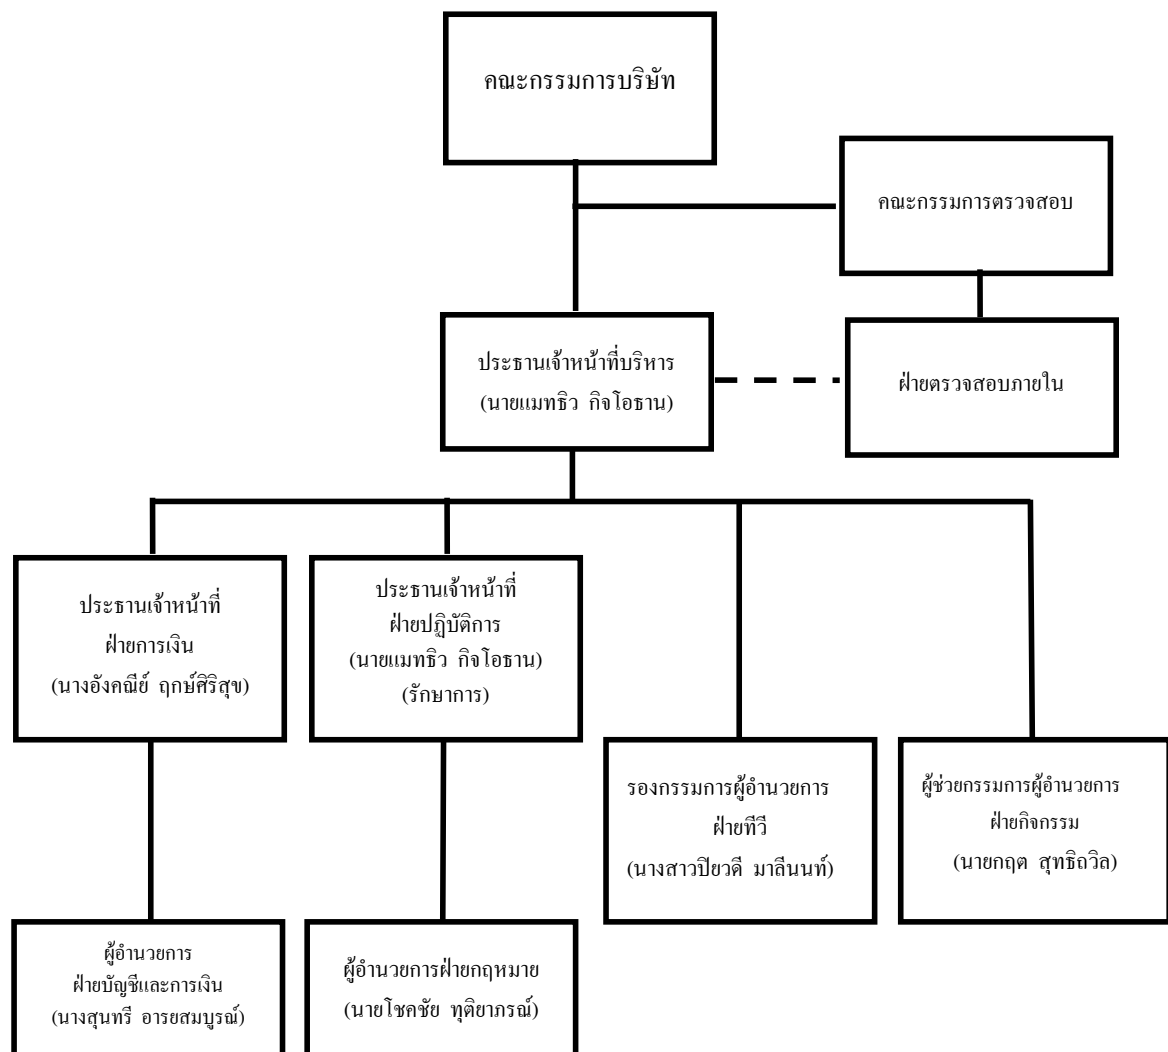 คณะกรรมการบริษัท
คณะกรรมการตรวจสอบ
ประธานเจ้าหน้าที่บริหาร
(นายแมทธิว กิจโอธาน)
ฝ่ายตรวจสอบภายใน
ประธานเจ้าหน้าที่
ฝ่ายการเงิน
(นางอังคณีย์ ฤกษ์ศิริสุข)
ประธานเจ้าหน้าที่
ฝ่ายปฏิบัติการ
(นายแมทธิว กิจโอธาน)
(รักษาการ)
รองกรรมการผู้อำนวยการ
ฝ่ายทีวี
(นางสาวปิยวดี มาลีนนท์)
ผู้ช่วยกรรมการผู้อำนวยการ
ฝ่ายกิจกรรม
(นายกฤต สุทธิถวิล)
ผู้อำนวยการ
ฝ่ายบัญชีและการเงิน
(นางสุนทรี อารยสมบูรณ์)
ผู้อำนวยการฝ่ายกฎหมาย
(นายโชคชัย ทุติยาภรณ์)